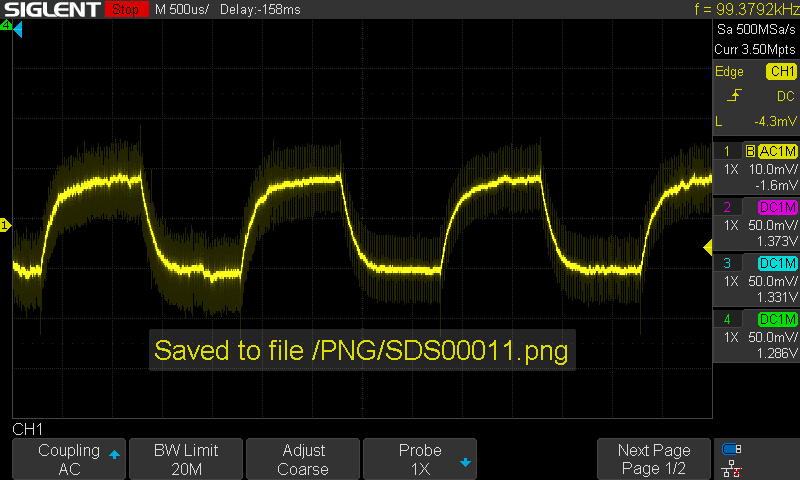 SIGLENT Stop M 500us/ Delay:-158ms f = 99.3792kHz
Sa 500MSa/s
Curr 3.50Mpts
Edge CH1
DC
L -4.3mV
1 B AC1M
1X 10.0mV/
-1.6mV
2 DC1M
1X 50.0mV/
1.373V
3 DC1M
1X 50.0mV/
1.331V
4 DC1M
1X 50.0mV/
1.286V
4
1
Saved to file /PNG/SDS00011.png
CH1
Coupling
AC
BW Limit
20M
Adjust
Coarse
Probe
1X
Next Page
Page 1/2